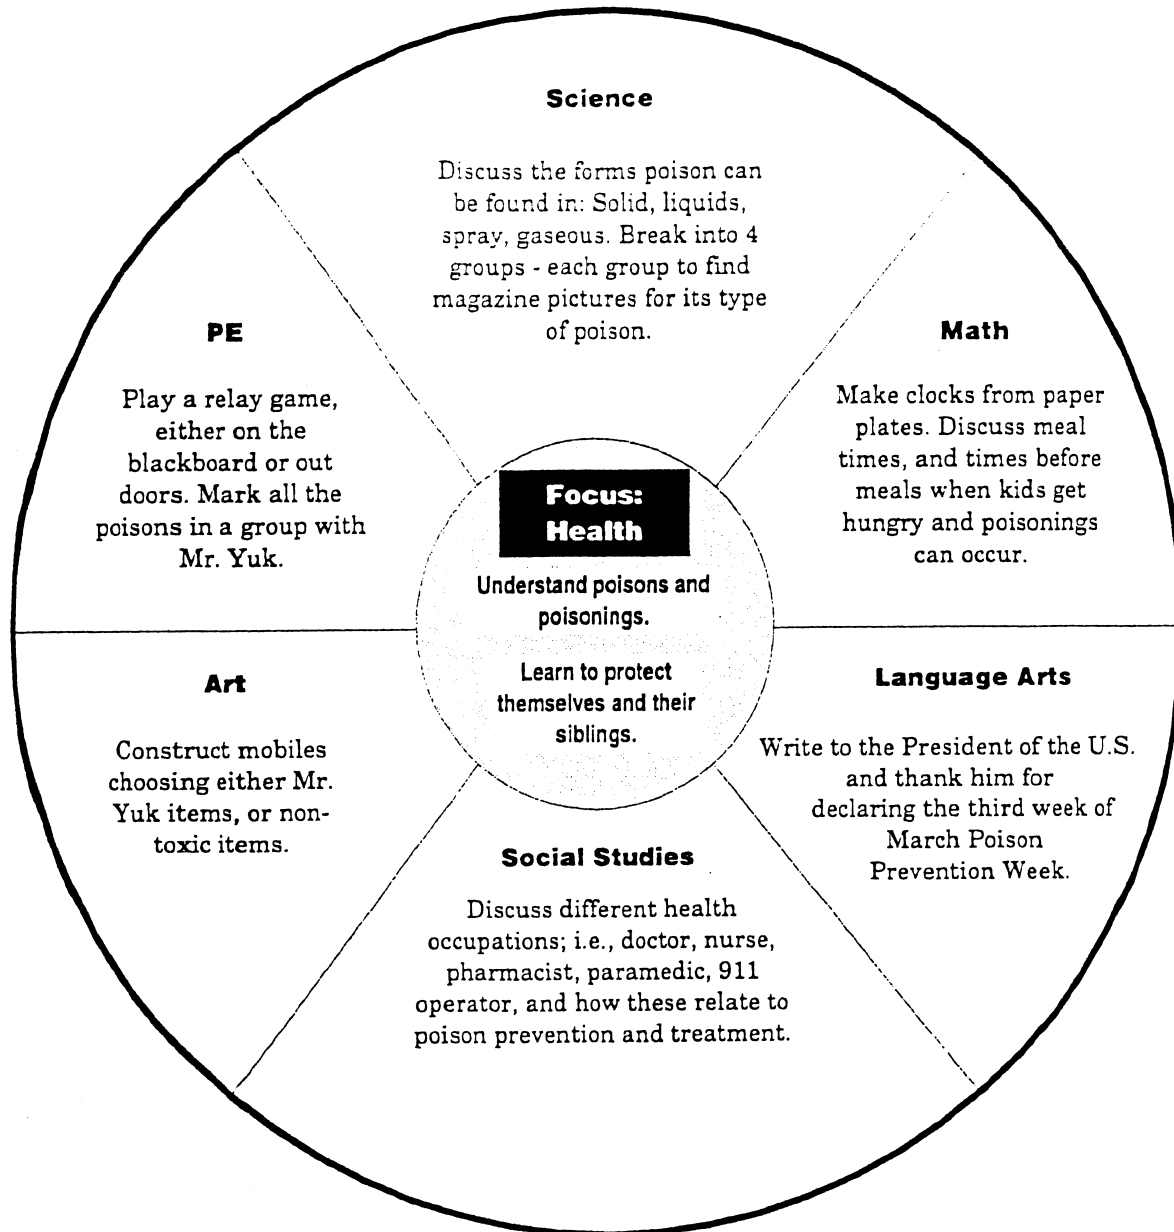 Science
Discuss the forms poison can
be found in: Solid, liquids,
spray, gaseous. Break into 4
groups - each group to find
magazine pictures for its type
of poison.
Math
Make clocks from paper
plates. Discuss meal
times, and times before
meals when kids get
hungry and poisonings
can occur.
Language Arts
Write to the President of the U.S.
and thank him for
declaring the third week of
March Poison
Prevention Week.
Social Studies
Discuss different health
occupations; i.e., doctor, nurse,
pharmacist, paramedic, 911
operator, and how these relate to
poison prevention and treatment.
Art
Construct mobiles
choosing either Mr.
Yuk items, or non-
toxic items.
PE
Play a relay game,
either on the
blackboard or out
doors. Mark all the
poisons in a group with
Mr. Yuk.
Focus:
Health
Understand poisons and
poisonings.
Learn to protect
themselves and their
siblings.